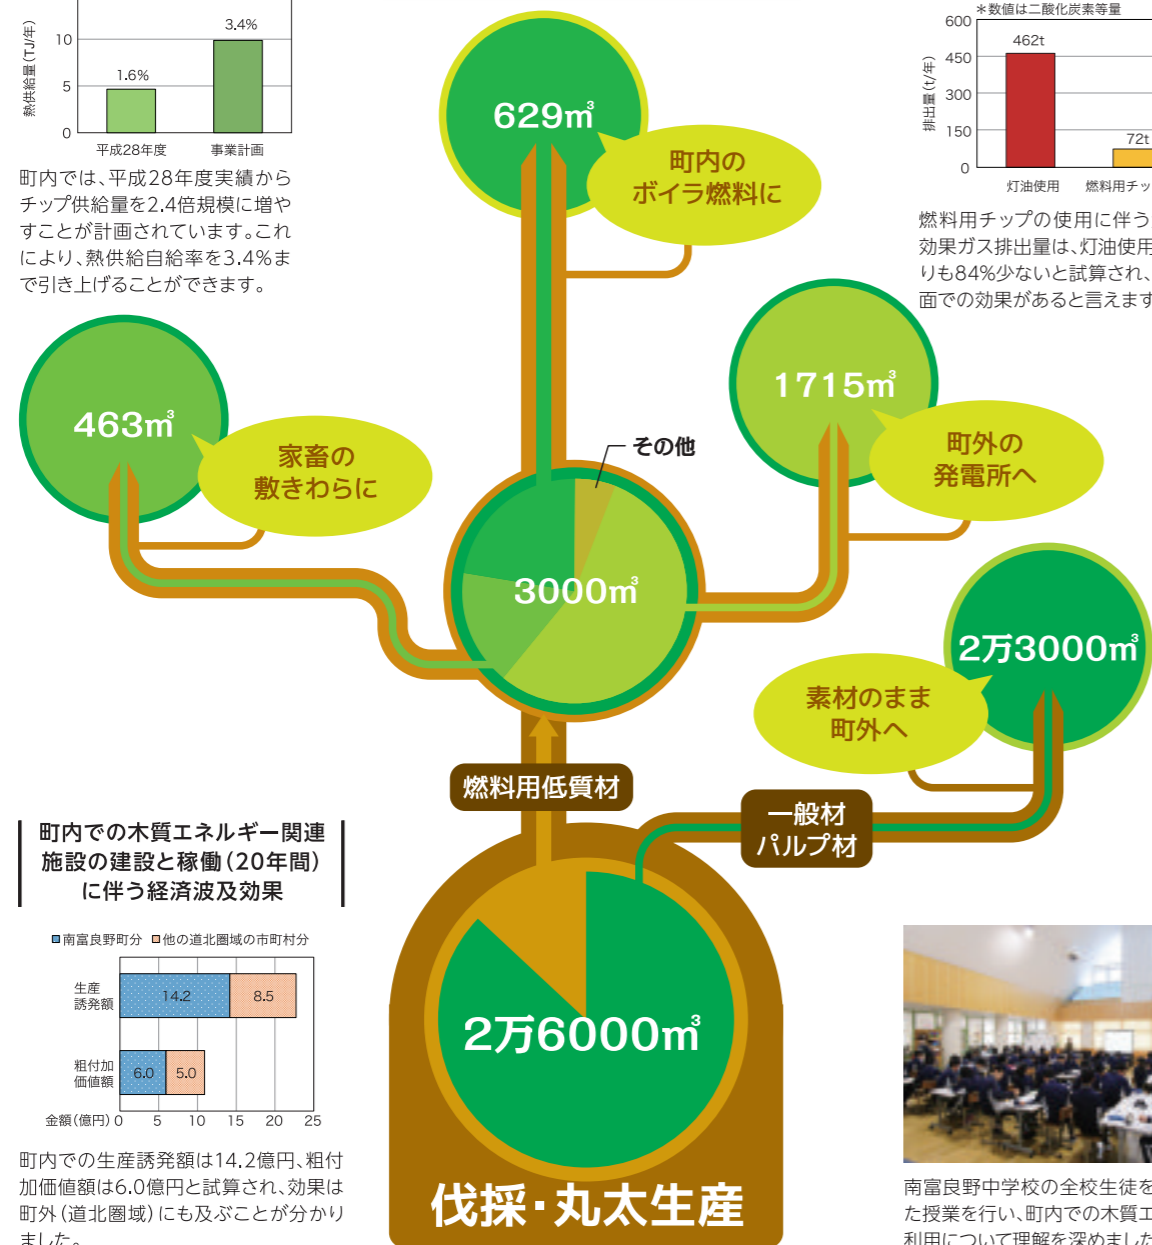 熱供給量(TJ/年)
10
5
0
1.6%
3.4%
平成28年度
事業計画
町内では、平成28年度実績から
チップ供給量を2.4倍規模に増や
すことが計画されています。これ
により、熱供給自給率を3.4%ま
で引き上げることができます。
629㎥
町内の
ボイラ燃料に
＊数値は二酸化炭素等量
排出量(t/年)
600
450
300
150
0
462t
72t
灯油使用
燃料用チッ
燃料用チップの使用に伴う
効果ガス排出量は、灯油使用
りも84%少ないと試算され、
面での効果があると言えます
463㎥
家畜の
敷きわらに
その他
3000㎥
1715㎥
町外の
発電所へ
2万3000㎥
素材のまま
町外へ
燃料用低質材
一般材
パルプ材
2万6000㎥
伐採・丸太生産
町内での木質エネルギー関連
施設の建設と稼働(20年間)
に伴う経済波及効果
南富良野町分 他の道北圏域の市町村分
生産
誘発額
14.2
8.5
粗付加
価値額
6.0
5.0
金額(億円) 0 5 10 15 20 25
町内での生産誘発額は14.2億円、粗付
加価値額は6.0億円と試算され、効果は
町外(道北圏域)にも及ぶことが分かり
ました。
南富良野中学校の全校生徒を
た授業を行い、町内での木質エ
利用について理解を深めました